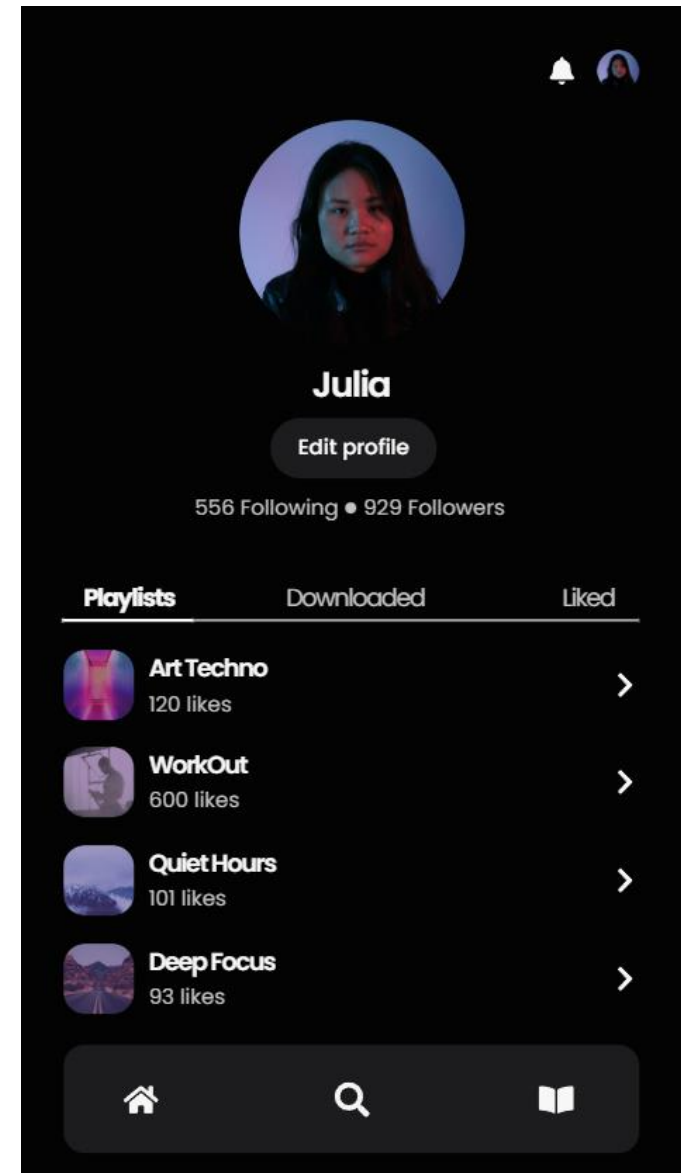 Julia
Edit profile
556 Following ● 929 Followers
Playlists Downloaded Liked
Art Techno
120 likes
WorkOut
600 likes
Quiet Hours
101 likes
Deep Focus
93 likes